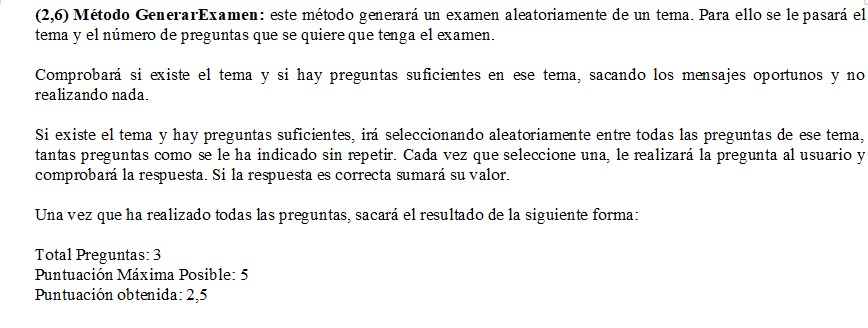 (2,6) Método GenerarExamen: este método generará un examen aleatoriamente de un tema. Para ello se le pasará el
tema y el número de preguntas que se quiere que tenga el examen.
Comprobará si existe el tema y si hay preguntas suficientes en ese tema, sacando los mensajes oportunos y no
realizando nada.
Si existe el tema y hay preguntas suficientes, irá seleccionando aleatoriamente entre todas las preguntas de ese tema,
tantas preguntas como se le ha indicado sin repetir. Cada vez que seleccione una, le realizará la pregunta al usuario y
comprobará la respuesta. Si la respuesta es correcta sumará su valor.
Una vez que ha realizado todas las preguntas, sacará el resultado de la siguiente forma:
Total Preguntas: 3
Puntuación Máxima Posible: 5
Puntuación obtenida: 2,5